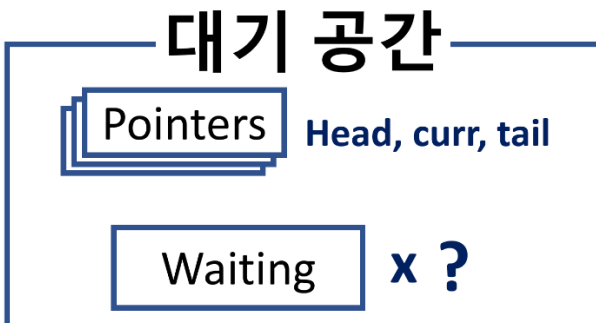 대기 공간
Pointers Head, curr, tail
Waiting x ?